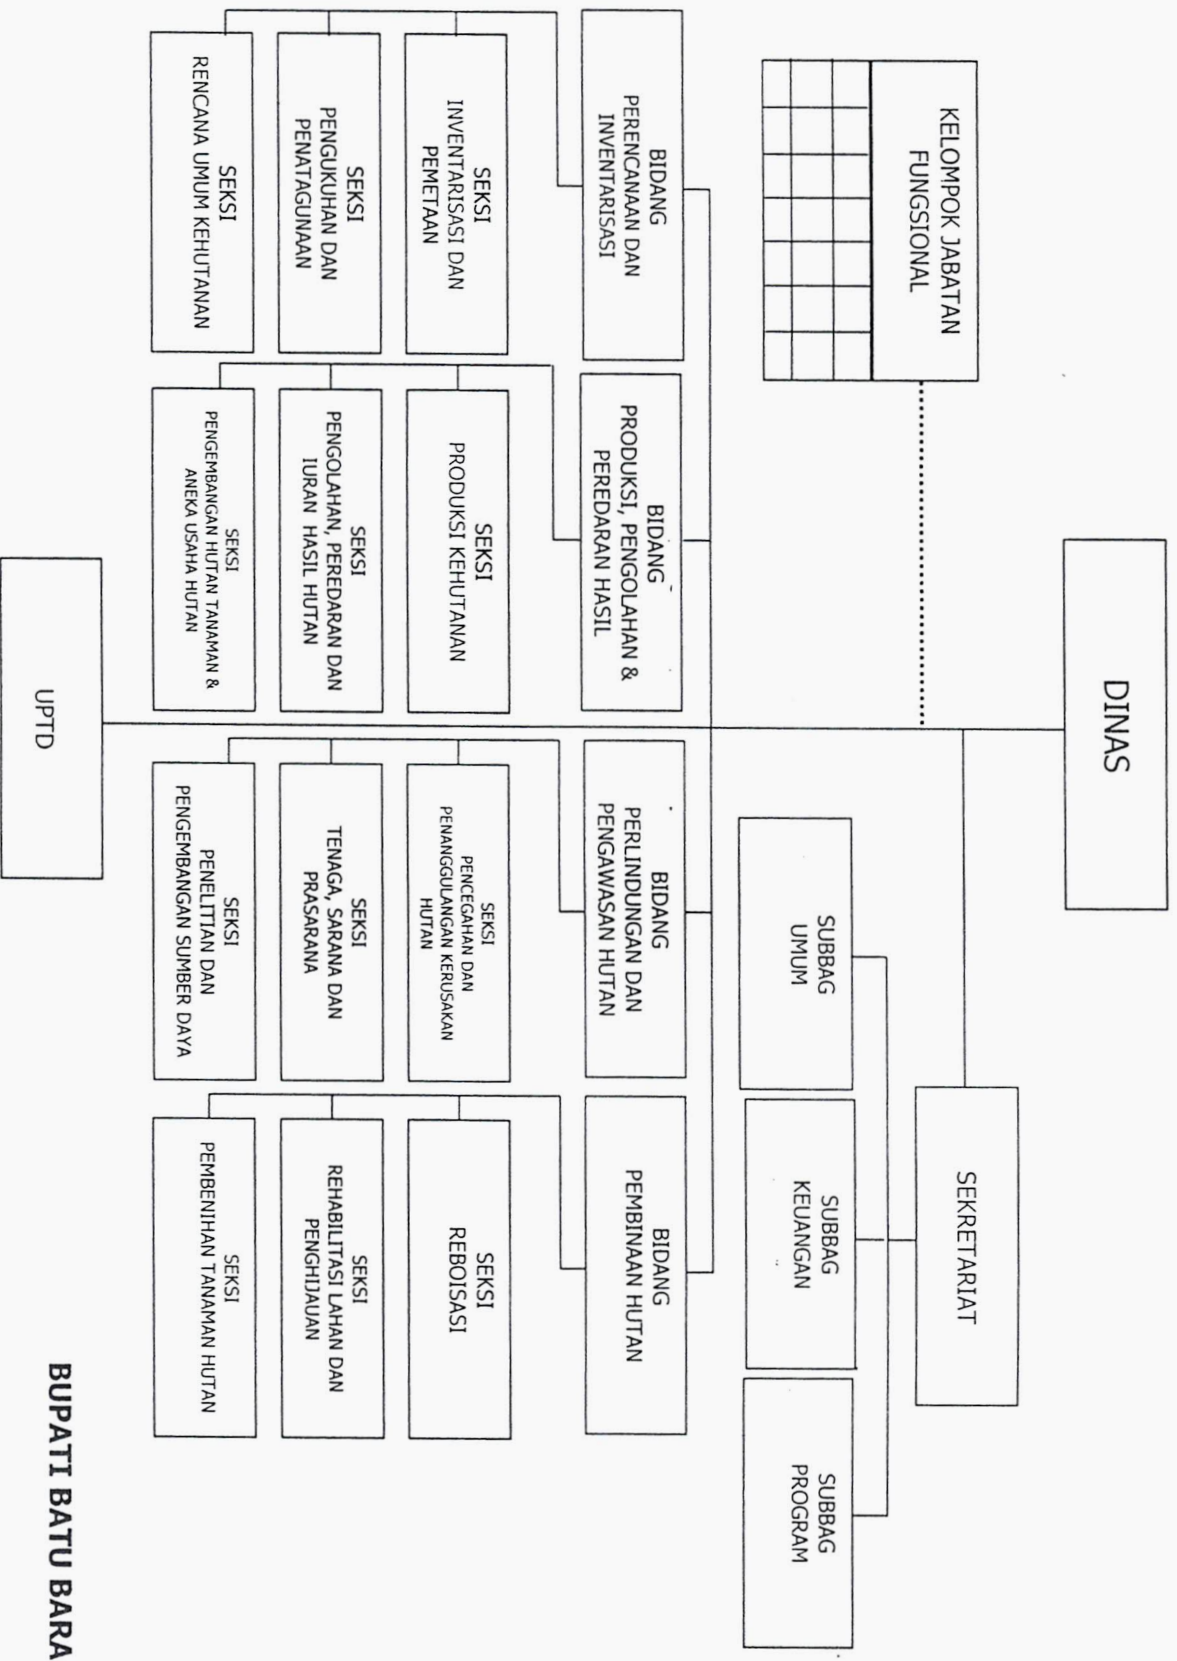 DINAS
KELOMPOK JABATAN
FUNGSIONAL
SEKRETARIAT
SUBBAG
UMUM
SUBBAG
KEUANGAN
SUBBAG
PROGRAM
BIDANG
PERENCANAAN DAN
INVENTARISASI
BIDANG
PRODUKSI, PENGOLAHAN &
PEREDARAN HASIL
BIDANG
PERLINDUNGAN DAN
PENGAWASAN HUTAN
BIDANG
PEMBINAAN HUTAN
SEKSI
INVENTARISASI DAN
PEMETAAN
SEKSI
PRODUKSI KEHUTANAN
SEKSI
PENCEGAHAN DAN
PENANGGULANGAN KERUSAKAN
HUTAN
SEKSI
REBOISASI
SEKSI
PENGUKUHAN DAN
PENATAGUNAAN
SEKSI
PENGOLAHAN, PEREDARAN DAN
IURAN HASIL HUTAN
SEKSI
TENAGA, SARANA DAN
PRASARANA
SEKSI
REHABILITASI LAHAN DAN
PENGHIJAUAN
SEKSI
RENCANA UMUM KEHUTANAN
SEKSI
PENGEMBANGAN HUTAN TANAMAN &
ANEKA USAHA HUTAN
SEKSI
PENELITIAN DAN
PENGEMBANGAN SUMBER DAYA
SEKSI
PEMBENIHAN TANAMAN HUTAN
UPTD
BUPATI BATU BARA